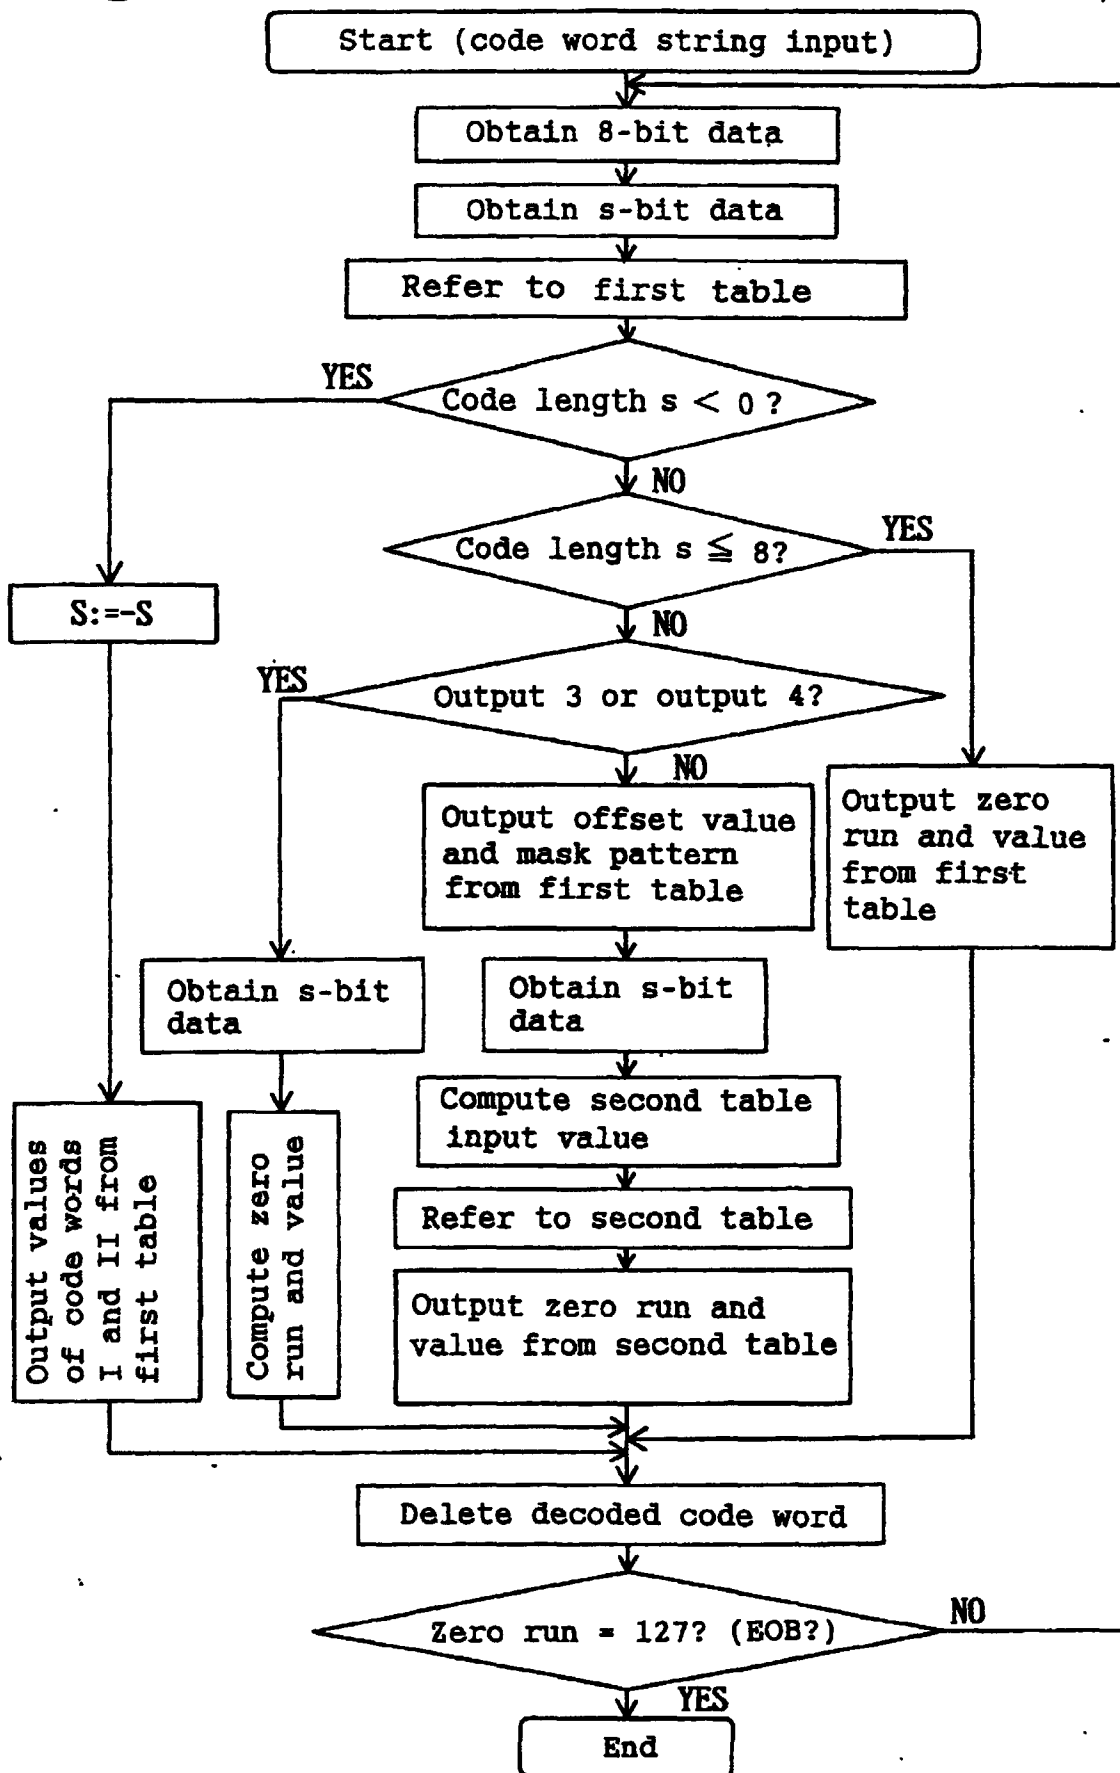 Start (code word string input)
Obtain 8-bit data
Obtain s-bit data
Refer to first table
YES
Code length s < 0 ?
NO
Code length s ≦ 8?
YES
S:=-S
NO
YES
Output 3 or output 4?
NO
Output offset value
and mask pattern
from first table
Output zero
run and value
from first
table
Obtain s-bit
data
Obtain s-bit
data
Compute second table
input value
Output values
of code words
I and II from
first table
Compute zero
run and value
Refer to second table
Output zero run and
value from second table
Delete decoded code word
Zero run = 127? (EOB?)
NO
YES
End